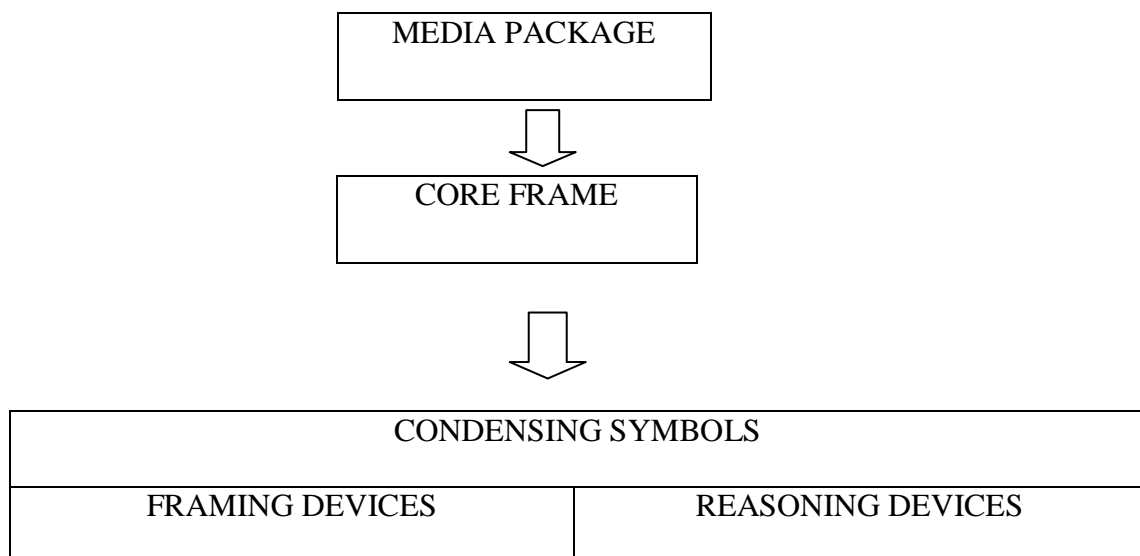 MEDIA PACKAGE
CORE FRAME
CONDENSING SYMBOLS
FRAMING DEVICES
REASONING DEVICES